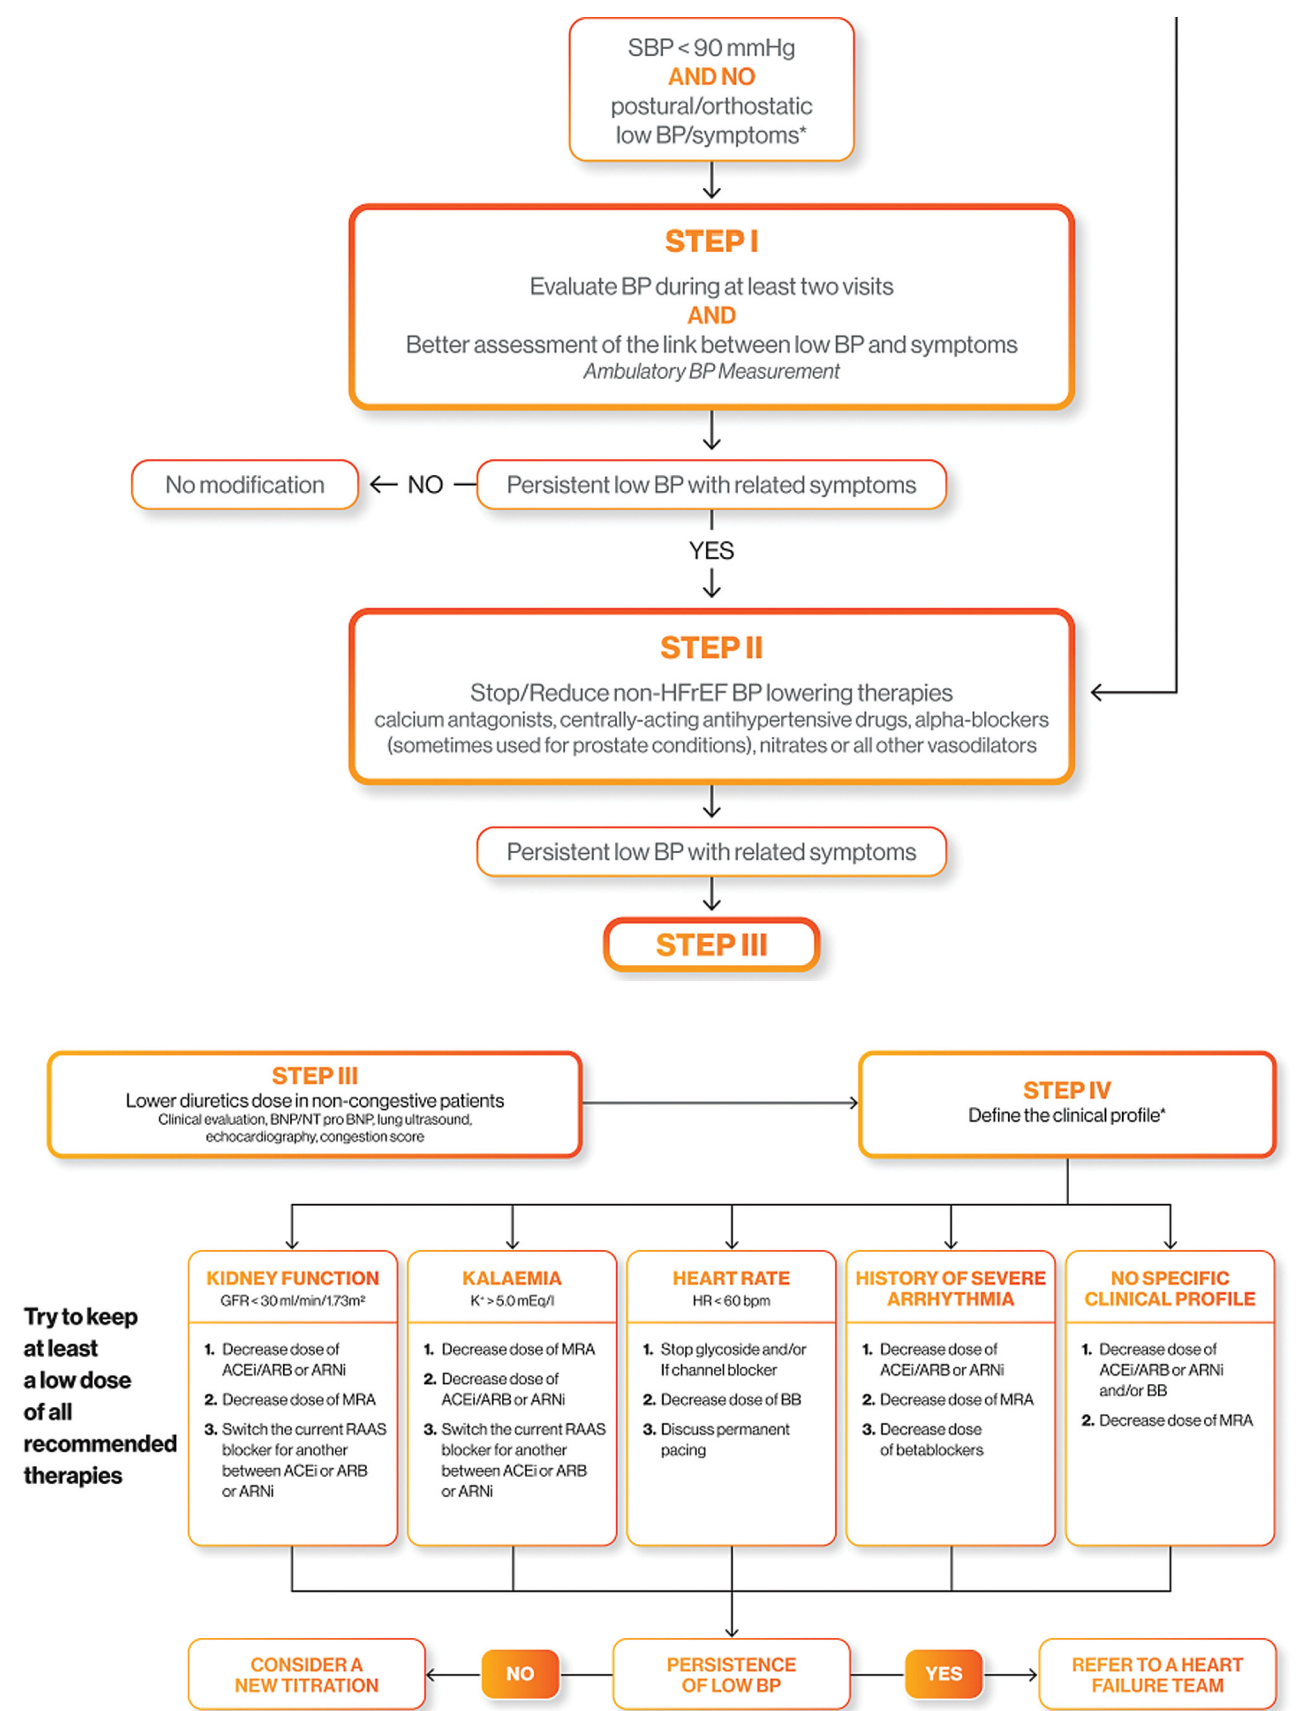 SBP < 90 mmHg
AND NO
postural/orthostatic
low BP/symptoms*
STEP I
Evaluate BP during at least two visits
AND
Better assessment of the link between low BP and symptoms
Ambulatory BP Measurement
No modification
NO
Persistent low BP with related symptoms
YES
STEP II
Stop/Reduce non-HFrEF BP lowering therapies
calcium antagonists, centrally-acting antihypertensive drugs, alpha-blockers
(sometimes used for prostate conditions), nitrates or all other vasodilators
Persistent low BP with related symptoms
STEP III
STEP III
Lower diuretics dose in non-congestive patients
Clinical evaluation, BNP/NT pro BNP, lung ultrasound,
echocardiography, congestion score
STEP IV
Define the clinical profile*
Try to keep
at least
a low dose
of all
recommended
therapies
KIDNEY FUNCTION
GFR < 30 ml/min/1.73m²
1. Decrease dose of
ACEi/ARB or ARNi
2. Decrease dose of MRA
3. Switch the current RAAS
blocker for another
between ACEi or ARB
or ARNi
KALAEMIA
K⁺ > 5.0 mEq/l
1. Decrease dose of MRA
2. Decrease dose of
ACEi/ARB or ARNi
3. Switch the current RAAS
blocker for another
between ACEi or ARB
or ARNi
HEART RATE
HR < 60 bpm
1. Stop glycoside and/or
If channel blocker
2. Decrease dose of BB
3. Discuss permanent
pacing
HISTORY OF SEVERE
ARRHYTHMIA
1. Decrease dose of
ACEi/ARB or ARNi
2. Decrease dose of MRA
3. Decrease dose
of betablockers
NO SPECIFIC
CLINICAL PROFILE
1. Decrease dose of
ACEi/ARB or ARNi
and/or BB
2. Decrease dose of MRA
CONSIDER A
NEW TITRATION
NO
PERSISTENCE
OF LOW BP
YES
REFER TO A HEART
FAILURE TEAM